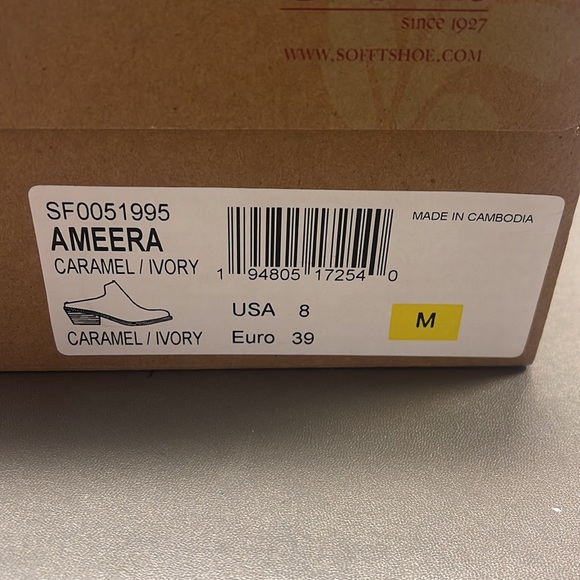 since 1927
WWW.SOFFTSHOE.COM
SF0051995
AMEERA
CARAMEL / IVORY
1 94805 17254 0
MADE IN CAMBODIA
USA 8
M
Euro 39
CARAMEL / IVORY